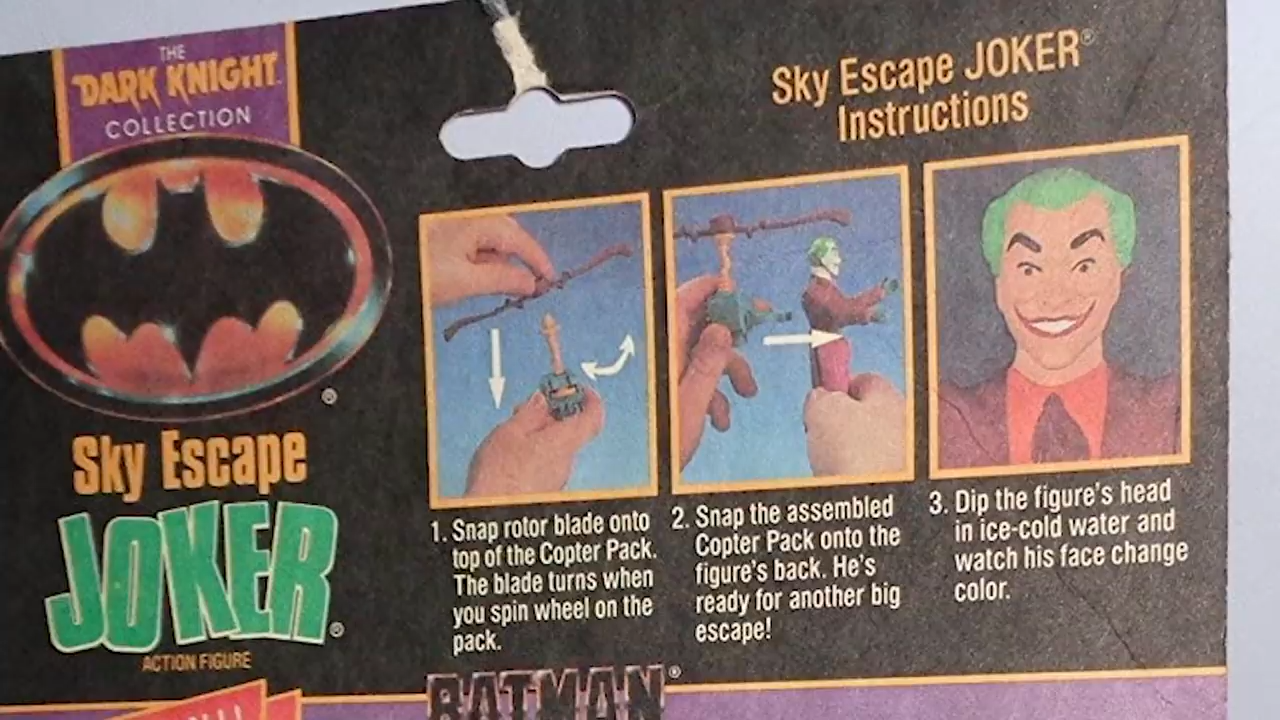 THE
DARK KNIGHT
COLLECTION
®
Sky Escape
JOKER®
ACTION FIGURE
Sky Escape JOKER®
Instructions
1. Snap rotor blade onto
top of the Copter Pack.
The blade turns when
you spin wheel on the
pack.
2. Snap the assembled
Copter Pack onto the
figure's back. He's
ready for another big
escape!
3. Dip the figure's head
in ice-cold water and
watch his face change
color.
BATMAN®